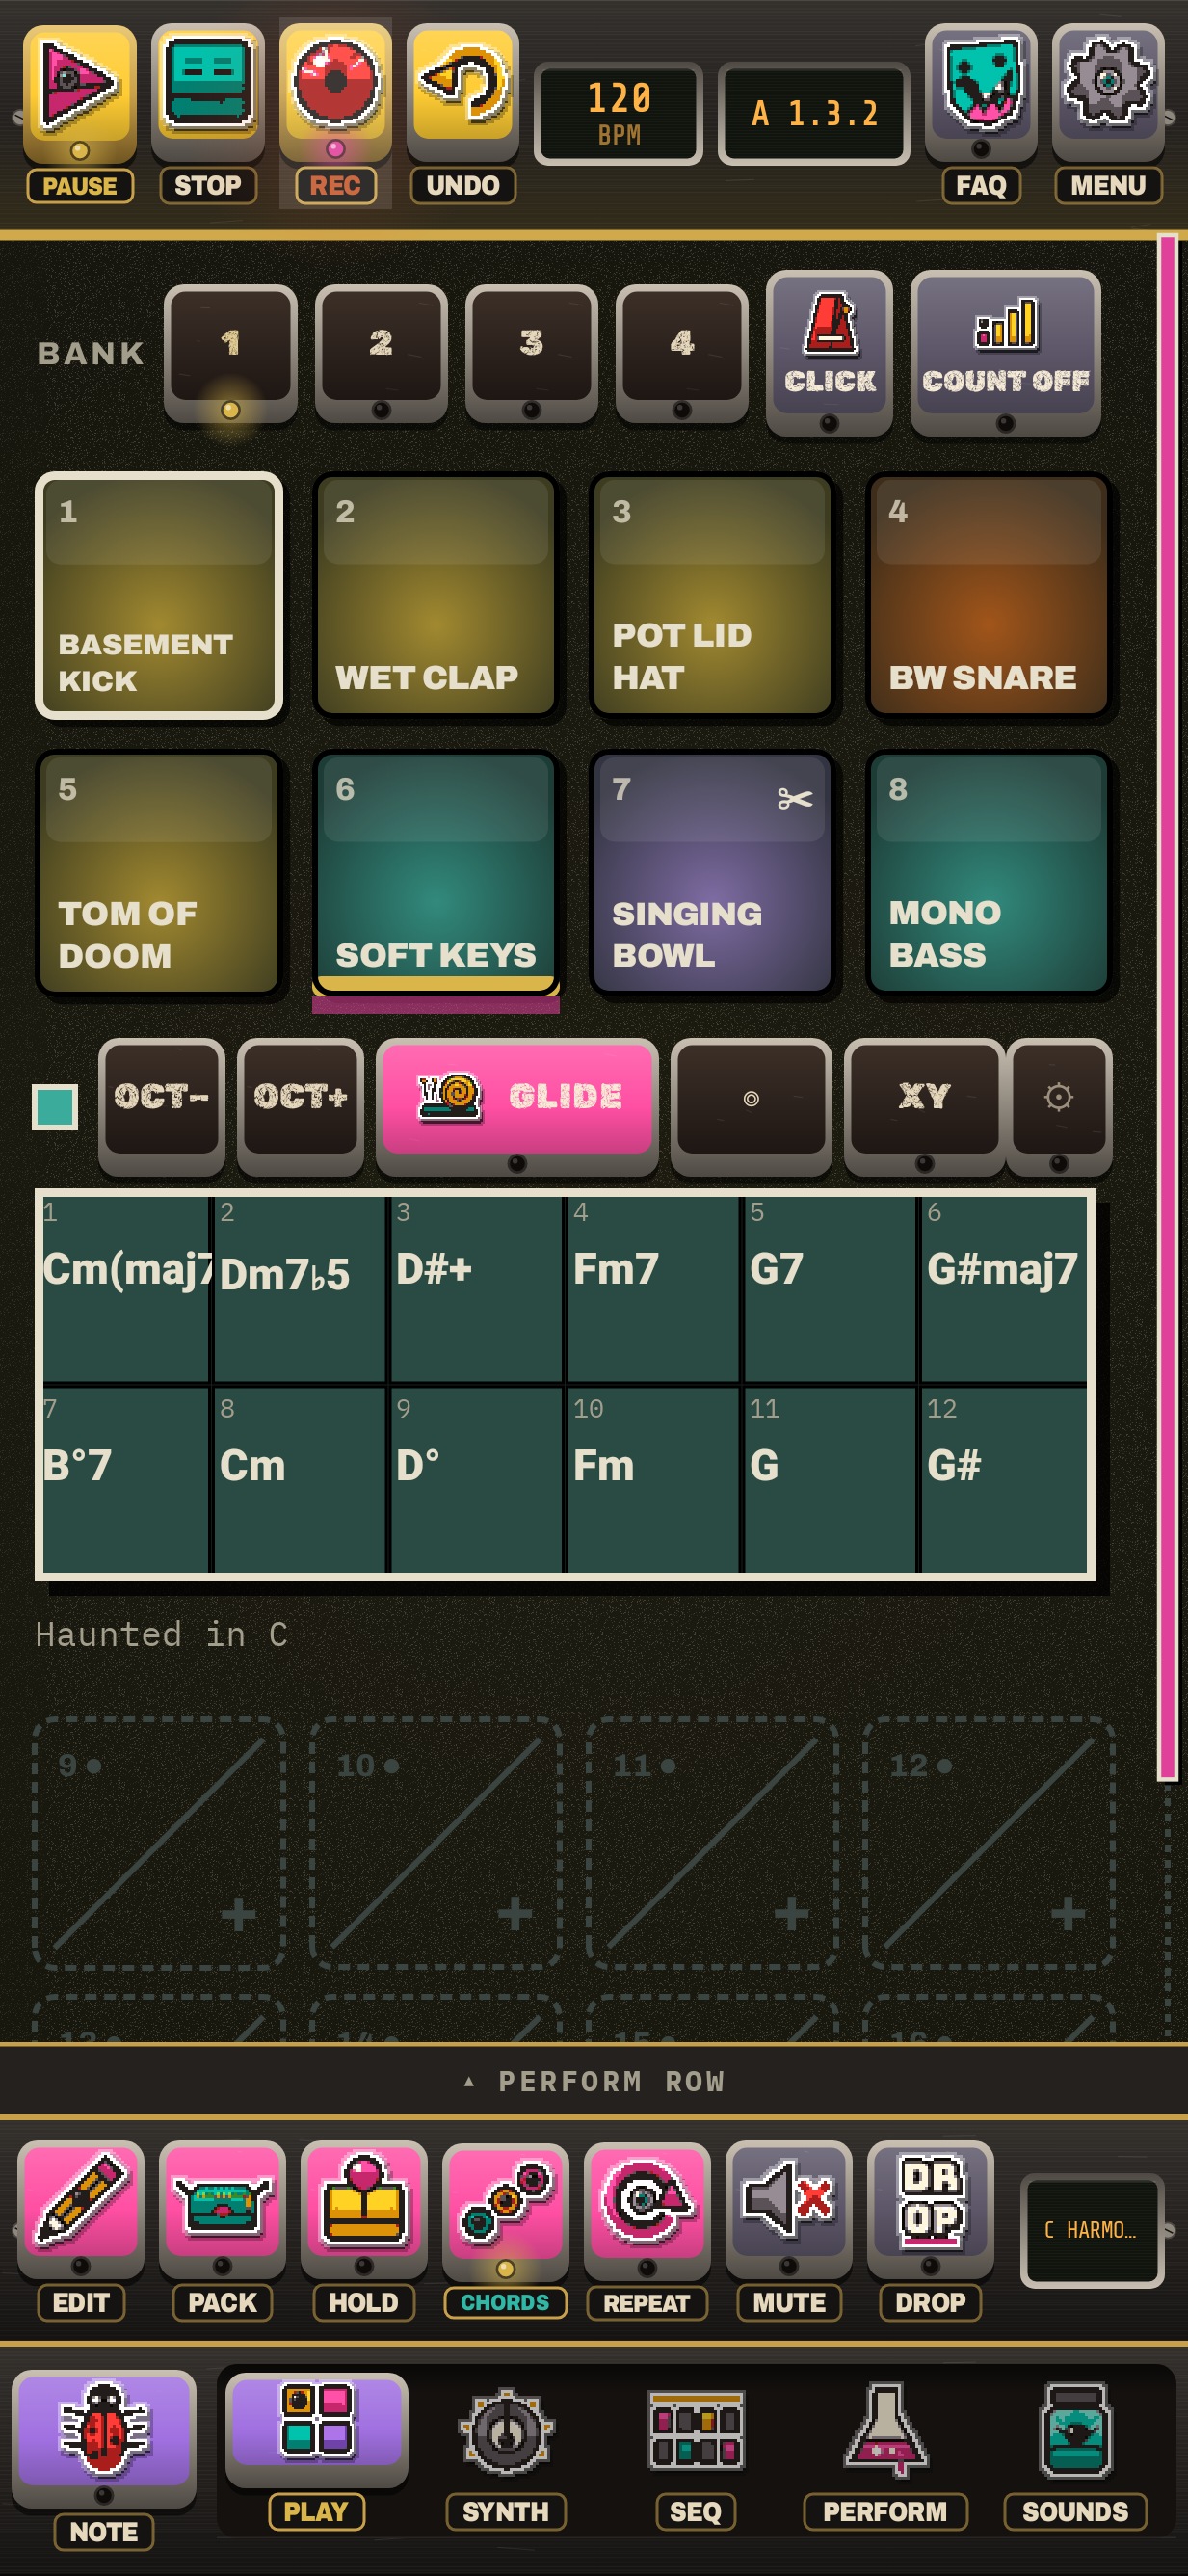 PAUSE
STOP
REC
UNDO
120
BPM
A 1.3.2
FAQ
MENU
BANK
1
2
3
4
CLICK
COUNT OFF
1
BASEMENT
KICK
2
WET CLAP
3
POT LID
HAT
4
BW SNARE
5
TOM OF
DOOM
6
SOFT KEYS
7
SINGING
BOWL
8
MONO
BASS
OCT-
OCT+
GLIDE
XY
1
Cm(maj7
2
Dm7♭5
3
D#+
4
Fm7
5
G7
6
G#maj7
7
B°7
8
Cm
9
D°
10
Fm
11
G
12
G#
Haunted in C
9
10
11
12
13
14
15
16
▲ PERFORM ROW
EDIT
PACK
HOLD
CHORDS
REPEAT
MUTE
DR
OP
DROP
C HARMO…
NOTE
PLAY
SYNTH
SEQ
PERFORM
SOUNDS